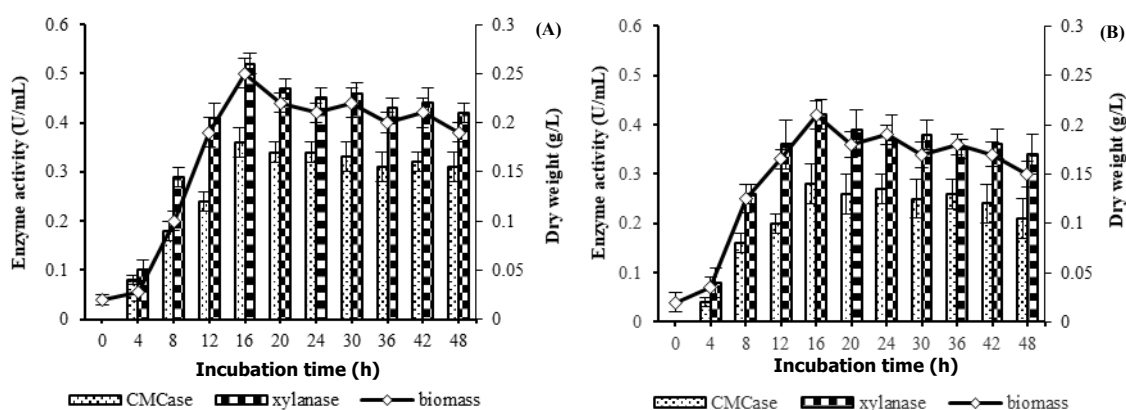 (A)
Enzyme activity (U/mL)
0.6
0.5
0.4
0.3
0.2
0.1
0
0.3
0.25
0.2
0.15
0.1
0.05
0
Dry weight (g/L)
0 4 8 12 16 20 24 30 36 42 48
Incubation time (h)
CMCase xylanase biomass
(B)
Enzyme activity (U/mL)
0.6
0.5
0.4
0.3
0.2
0.1
0
0.3
0.25
0.2
0.15
0.1
0.05
0
Dry weight (g/L)
0 4 8 12 16 20 24 30 36 42 48
Incubation time (h)
CMCase xylanase biomass